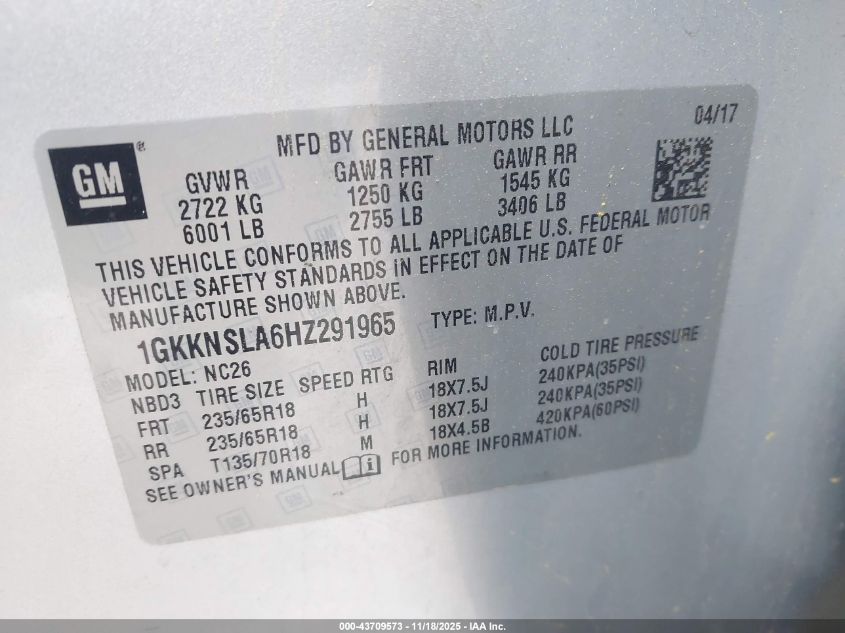 04/17
MFD BY GENERAL MOTORS LLC
GM ®
GVWR GAWR FRT GAWR RR
2722 KG 1250 KG 1545 KG
6001 LB 2755 LB 3406 LB
THIS VEHICLE CONFORMS TO ALL APPLICABLE U.S. FEDERAL MOTOR
VEHICLE SAFETY STANDARDS IN EFFECT ON THE DATE OF
MANUFACTURE SHOWN ABOVE.
1GKKNSLA6HZ291965 TYPE: M.P.V.
MODEL: NC26
NBD3 TIRE SIZE SPEED RTG RIM COLD TIRE PRESSURE
FRT 235/65R18 H 18X7.5J 240KPA(35PSI)
RR 235/65R18 H 18X7.5J 240KPA(35PSI)
SPA T135/70R18 M 18X4.5B 420KPA(60PSI)
SEE OWNER'S MANUAL i FOR MORE INFORMATION.
000-43709573 - 11/18/2025 - IAA Inc.